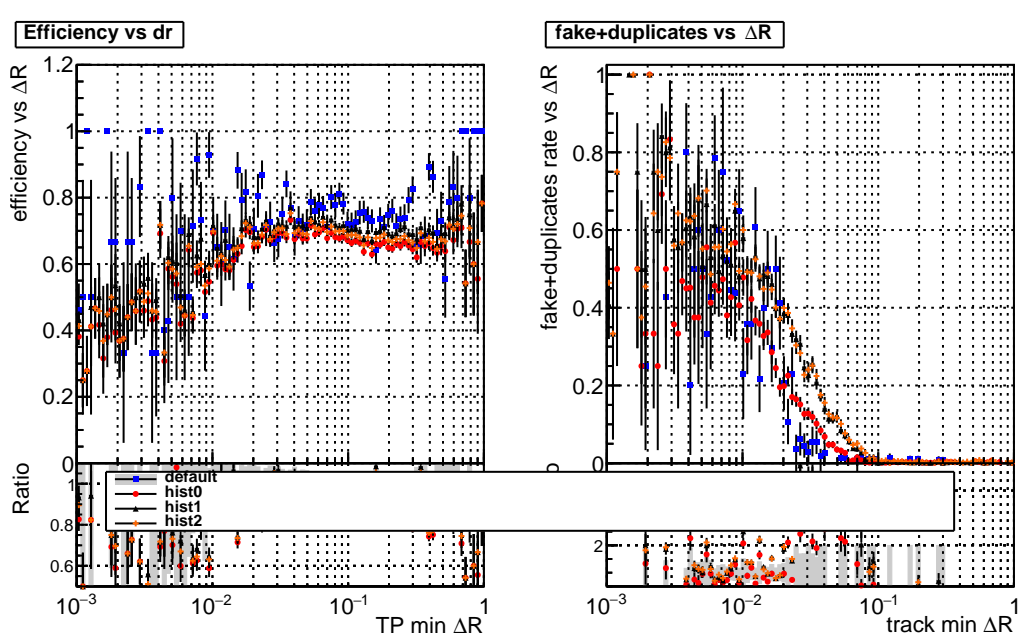 Efficiency vs dr
efficiency vs ΔR
1.2
1
0.8
0.6
0.4
0.2
0
Ratio
1
0.8
0.6
10⁻³ 10⁻² 10⁻¹ 1
TP min ΔR
fake+duplicates vs ΔR
fake+duplicates rate vs ΔR
1
0.8
0.6
0.4
0.2
0
2
10⁻³ 10⁻² 10⁻¹ 1
track min ΔR
default
hist0
hist1
hist2